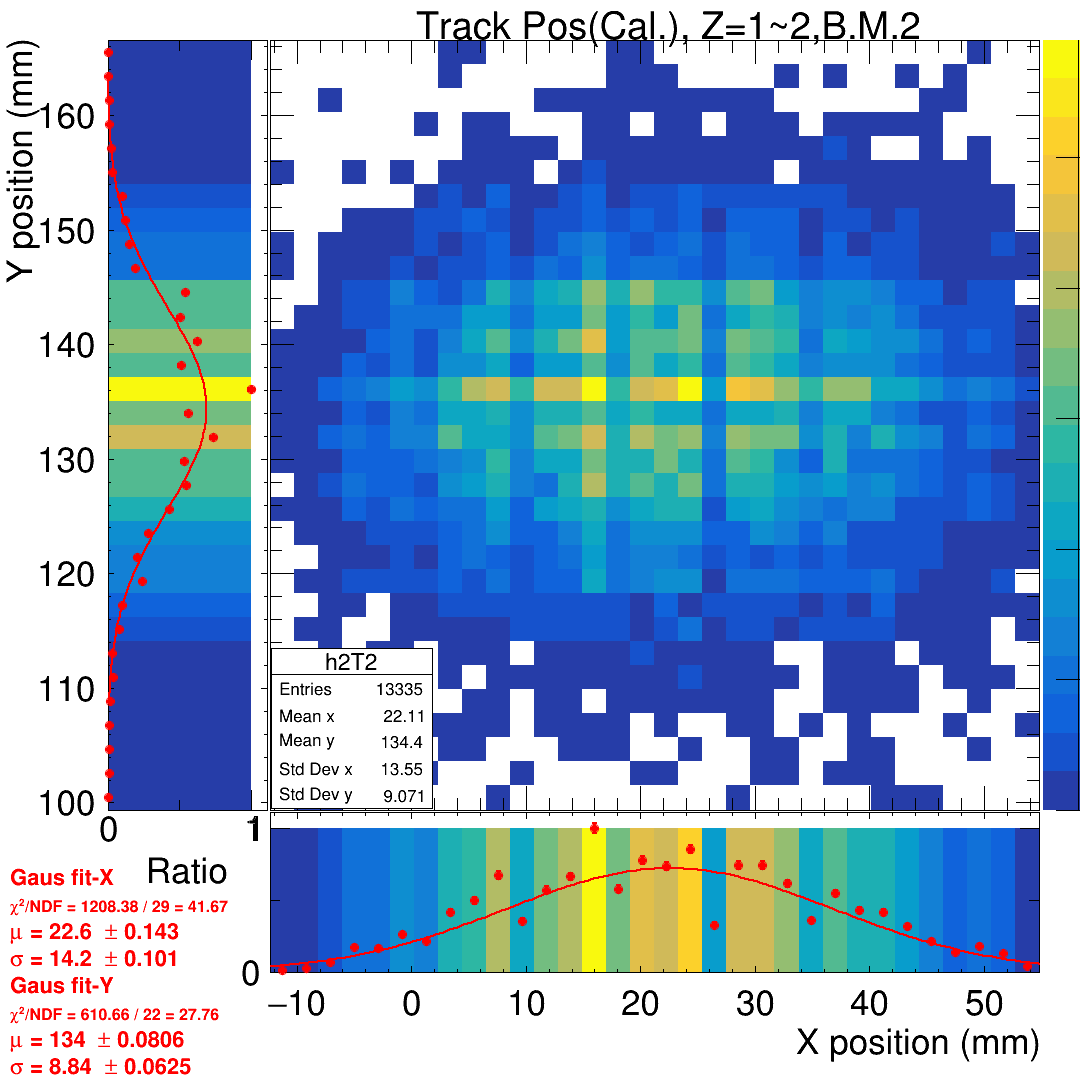 Track Pos(Cal.), Z=1~2,B.M.2
Y position (mm)
160
150
140
130
120
110
100
0
1
Ratio
h2T2
Entries 13335
Mean x 22.11
Mean y 134.4
Std Dev x 13.55
Std Dev y 9.071
1
0
−10 0 10 20 30 40 50
X position (mm)
Gaus fit-X
χ²/NDF = 1208.38 / 29 = 41.67
μ = 22.6 ± 0.143
σ = 14.2 ± 0.101
Gaus fit-Y
χ²/NDF = 610.66 / 22 = 27.76
μ = 134 ± 0.0806
σ = 8.84 ± 0.0625